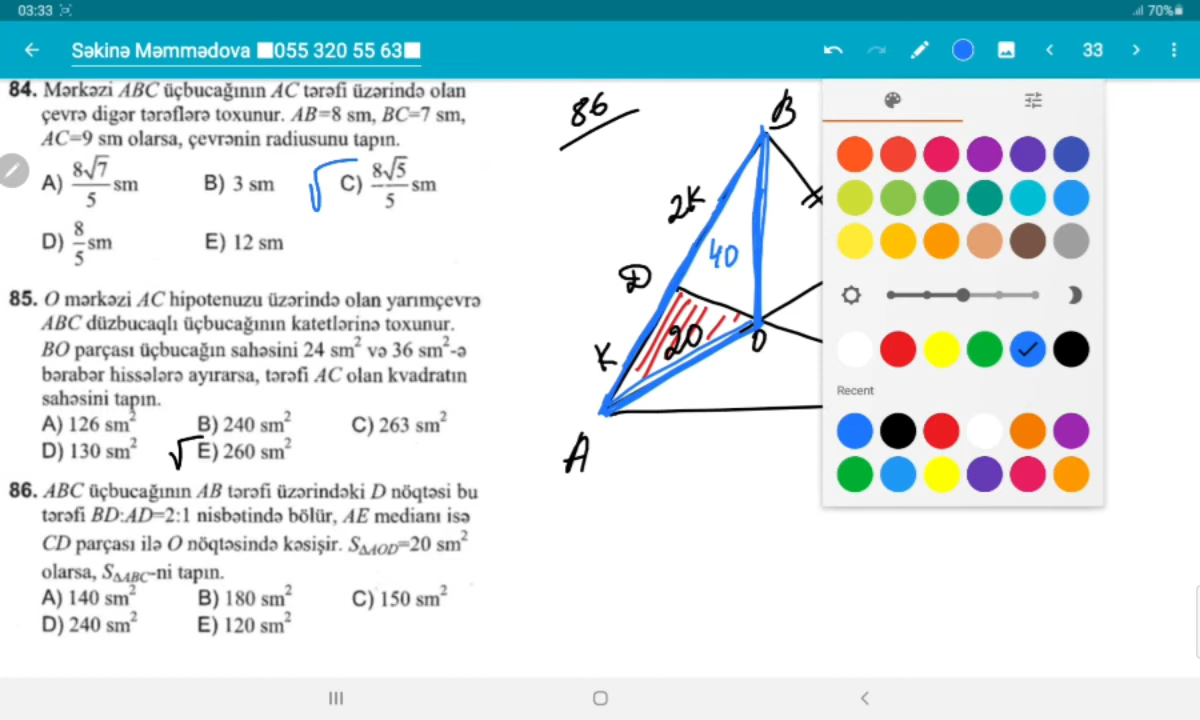 03:33
70%
Səkinə Məmmədova 055 320 55 63
33
84. Mərkəzi ABC üçbucağının AC tərəfi üzərində olan
çevrə digər tərəflərə toxunur. AB=8 sm, BC=7 sm,
AC=9 sm olarsa, çevrənin radiusunu tapın.
A) 8√7/5 sm B) 3 sm √ C) 8√5/5 sm
D) 8/5 sm E) 12 sm
85. O mərkəzi AC hipotenuzu üzərində olan yarımçevrə
ABC düzbucaqlı üçbucağının katetlərinə toxunur.
BO parçası üçbucağın sahəsini 24 sm² və 36 sm²-ə
bərabər hissələrə ayırarsa, tərəfi AC olan kvadratın
sahəsini tapın.
A) 126 sm² B) 240 sm² C) 263 sm²
D) 130 sm² √ E) 260 sm²
86. ABC üçbucağının AB tərəfi üzərindəki D nöqtəsi bu
tərəfi BD:AD=2:1 nisbətində bölür, AE medianı isə
CD parçası ilə O nöqtəsində kəsişir. S△AOD=20 sm²
olarsa, S△ABC-ni tapın.
A) 140 sm² B) 180 sm² C) 150 sm²
D) 240 sm² E) 120 sm²
86
B
2K
40
D
20
O
K
A
Recent